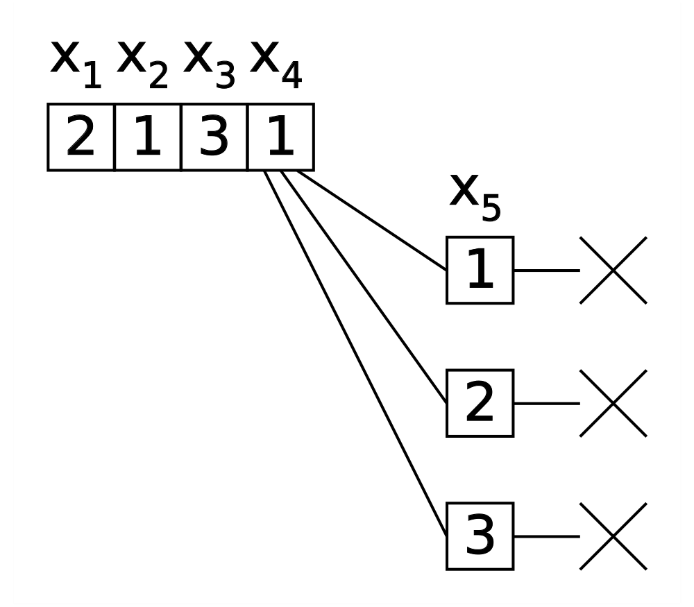 x₁ x₂ x₃ x₄
2 1 3 1
x₅
1
2
3